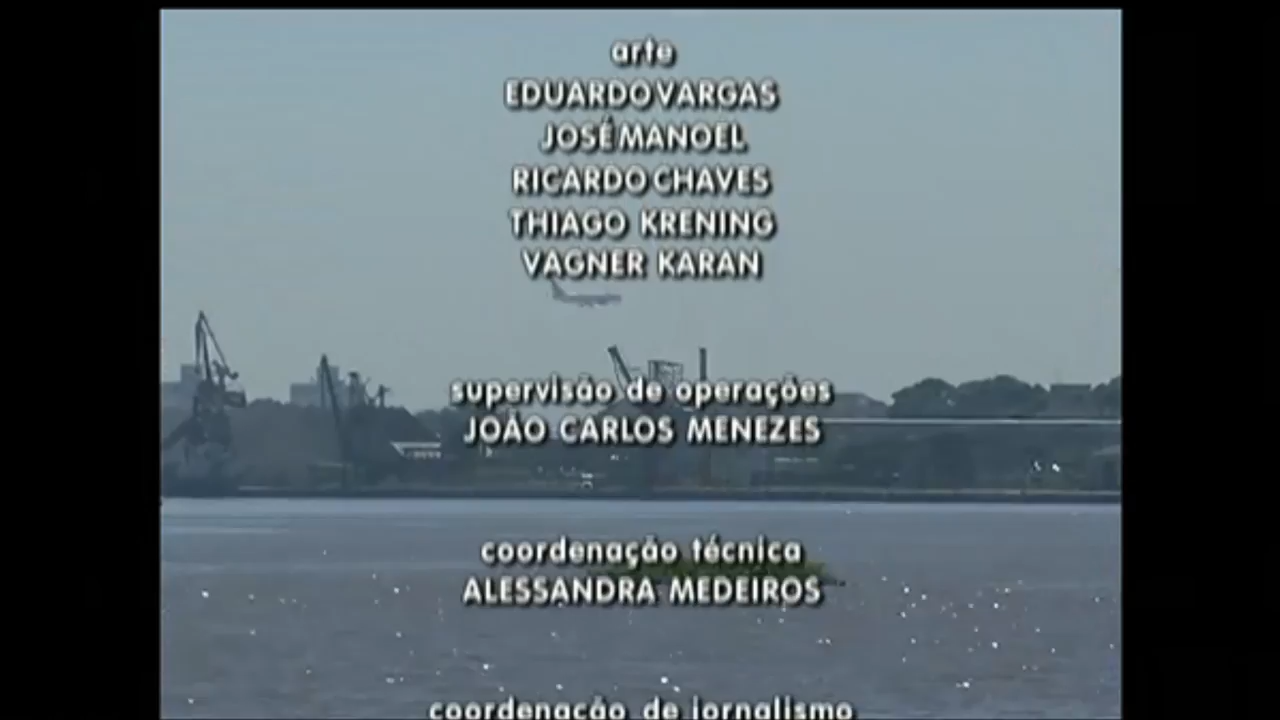 arte
EDUARDO VARGAS
JOSÉ MANOEL
RICARDO CHAVES
THIAGO KRENING
VAGNER KARAN
supervisão de operações
JOÃO CARLOS MENEZES
coordenação técnica
ALESSANDRA MEDEIROS
coordenação de jornalismo